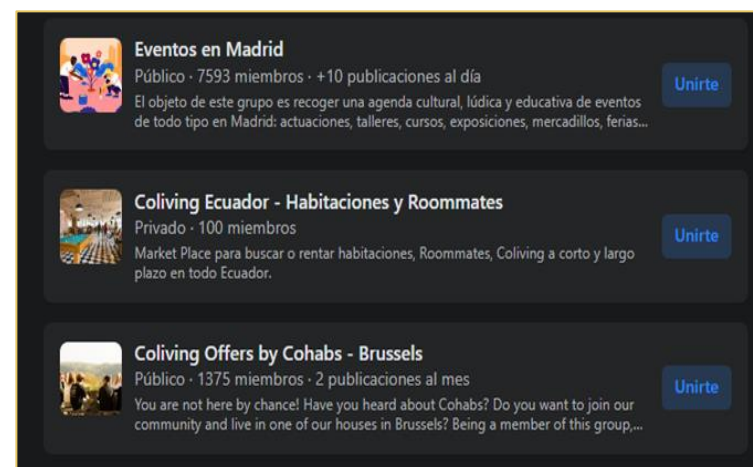 Eventos en Madrid
Público · 7593 miembros · +10 publicaciones al día
El objeto de este grupo es recoger una agenda cultural, lúdica y educativa de eventos
de todo tipo en Madrid: actuaciones, talleres, cursos, exposiciones, mercadillos, ferias...
Unirte
Coliving Ecuador - Habitaciones y Roommates
Privado · 100 miembros
Market Place para buscar o rentar habitaciones, Roommates, Coliving a corto y largo
plazo en todo Ecuador.
Unirte
Coliving Offers by Cohabs - Brussels
Público · 1375 miembros · 2 publicaciones al mes
You are not here by chance! Have you heard about Cohabs? Do you want to join our
community and live in one of our houses in Brussels? Being a member of this group,...
Unirte